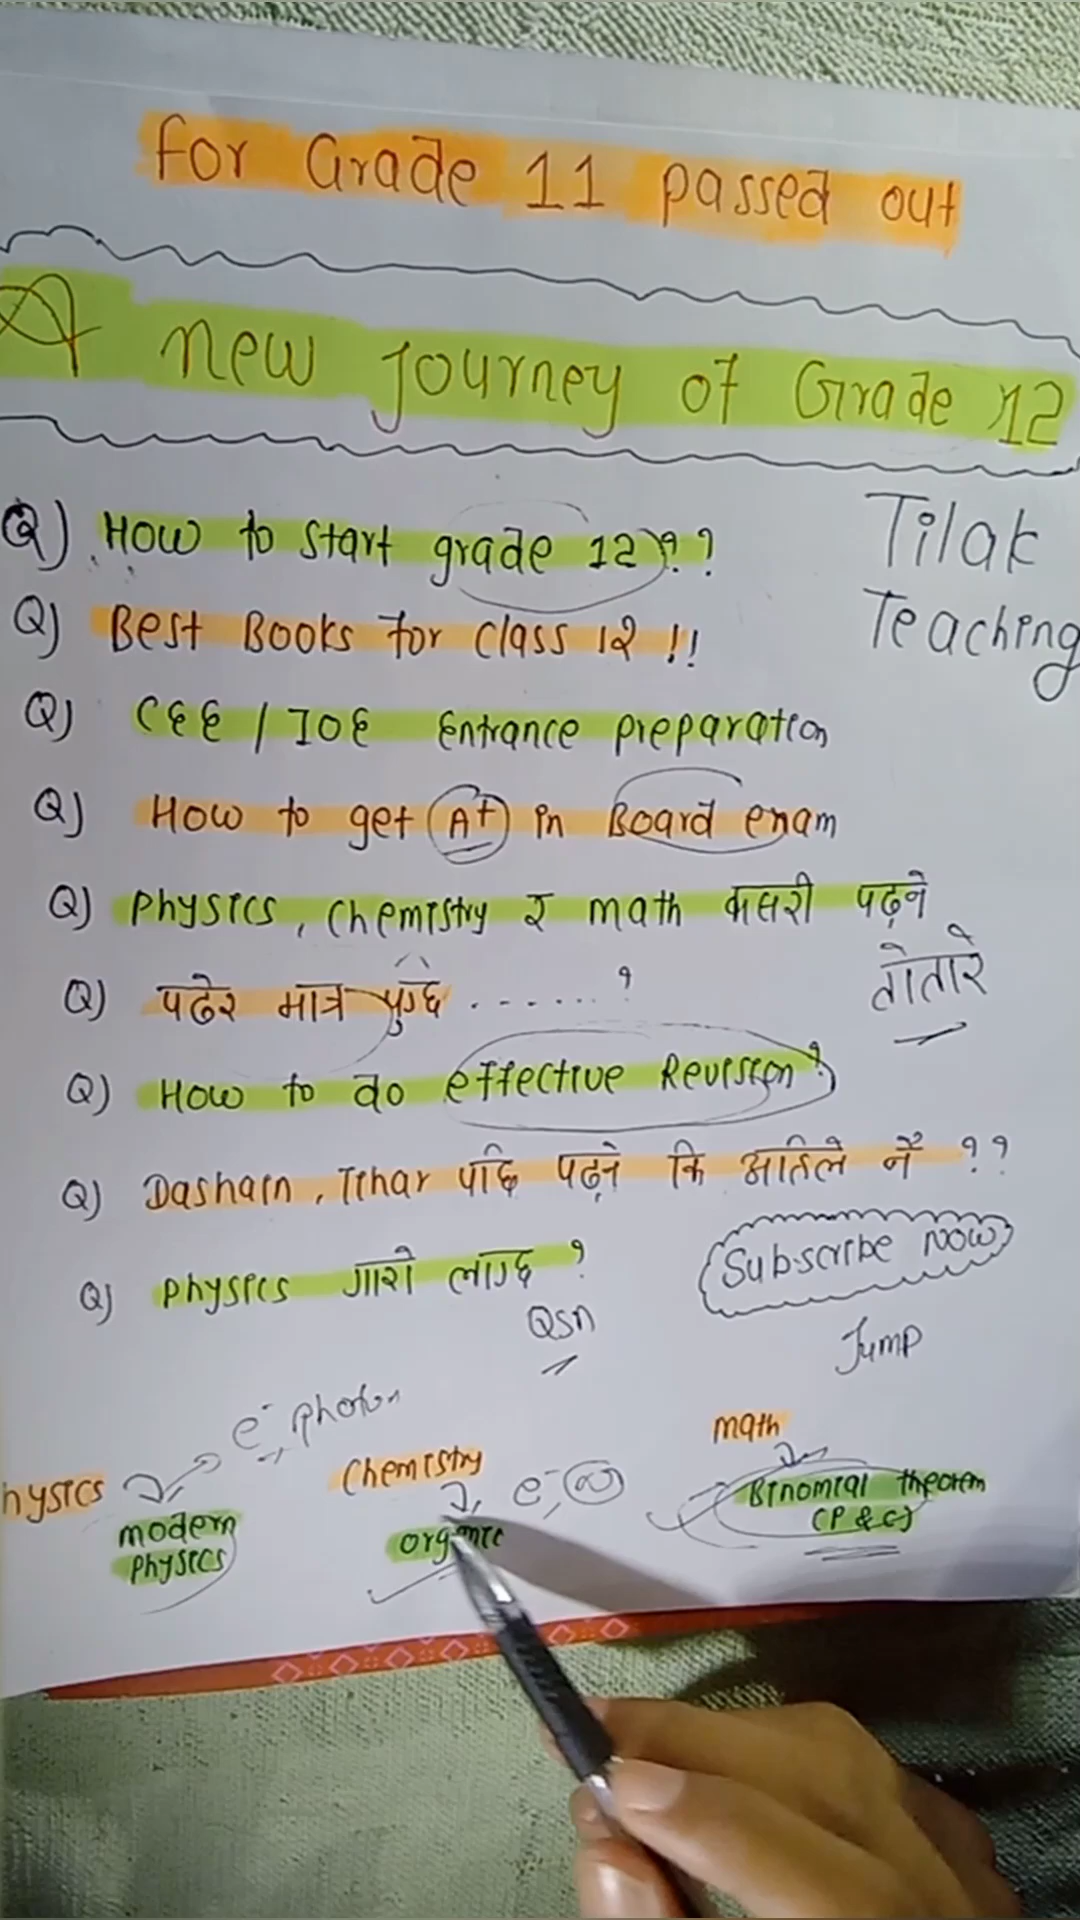 For Grade 11 passed out
A new journey of Grade 12
Q) How to start grade 12 ??
Tilak
Teaching
Q) Best Books for class 12 !!
Q) CEE / IOE Entrance preparation
Q) How to get A+ in Board exam
Q) Physics, Chemistry र math कसरी पढ्ने
Q) पढेर मात्र पुग्छ ....... ?
तोतारे
Q) How to do effective Revision ?
Q) Dashain, Tihar पछि पढ्ने कि अहिले नै ??
Q) Physics गारो लाग्छ ?
Subscribe Now
Qsn
Jump
e⁻, photon
hysics
Chemistry
math
modern
physics
organic
e⁻,
Binomial theorem
(P & C)